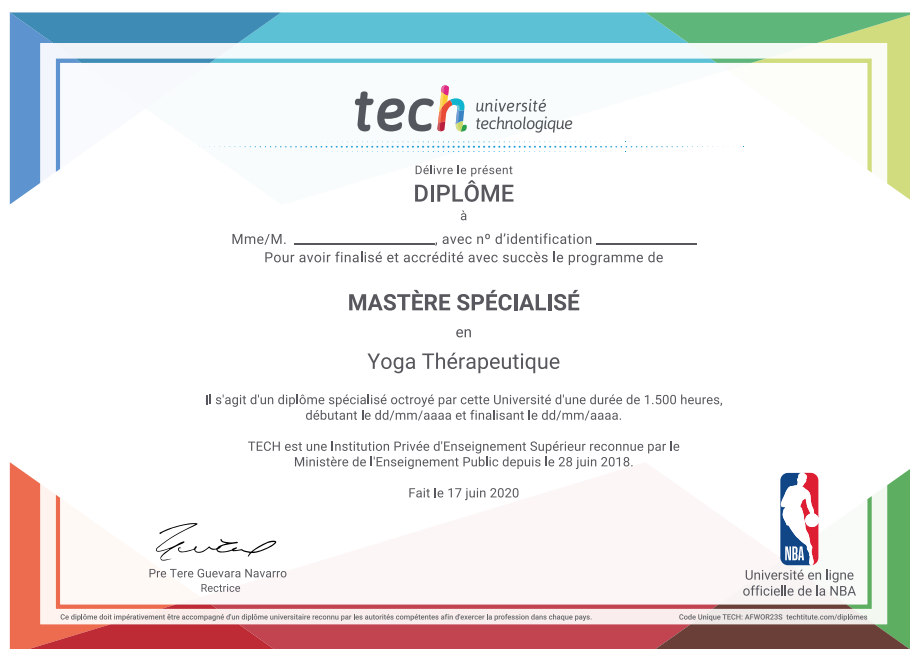 tech université
technologique
Délivre le présent
DIPLÔME
à
Mme/M. ____________________, avec nº d'identification ______________
Pour avoir finalisé et accrédité avec succès le programme de
MASTÈRE SPÉCIALISÉ
en
Yoga Thérapeutique
Il s'agit d'un diplôme spécialisé octroyé par cette Université d'une durée de 1.500 heures,
débutant le dd/mm/aaaa et finalisant le dd/mm/aaaa.
TECH est une Institution Privée d'Enseignement Supérieur reconnue par le
Ministère de l'Enseignement Public depuis le 28 juin 2018.
Fait le 17 juin 2020
Pre Tere Guevara Navarro
Rectrice
NBA
Université en ligne
officielle de la NBA
Ce diplôme doit impérativement être accompagné d'un diplôme universitaire reconnu par les autorités compétentes afin d'exercer la profession dans chaque pays.
Code Unique TECH: AFWOR23S techtitute.com/diplômes